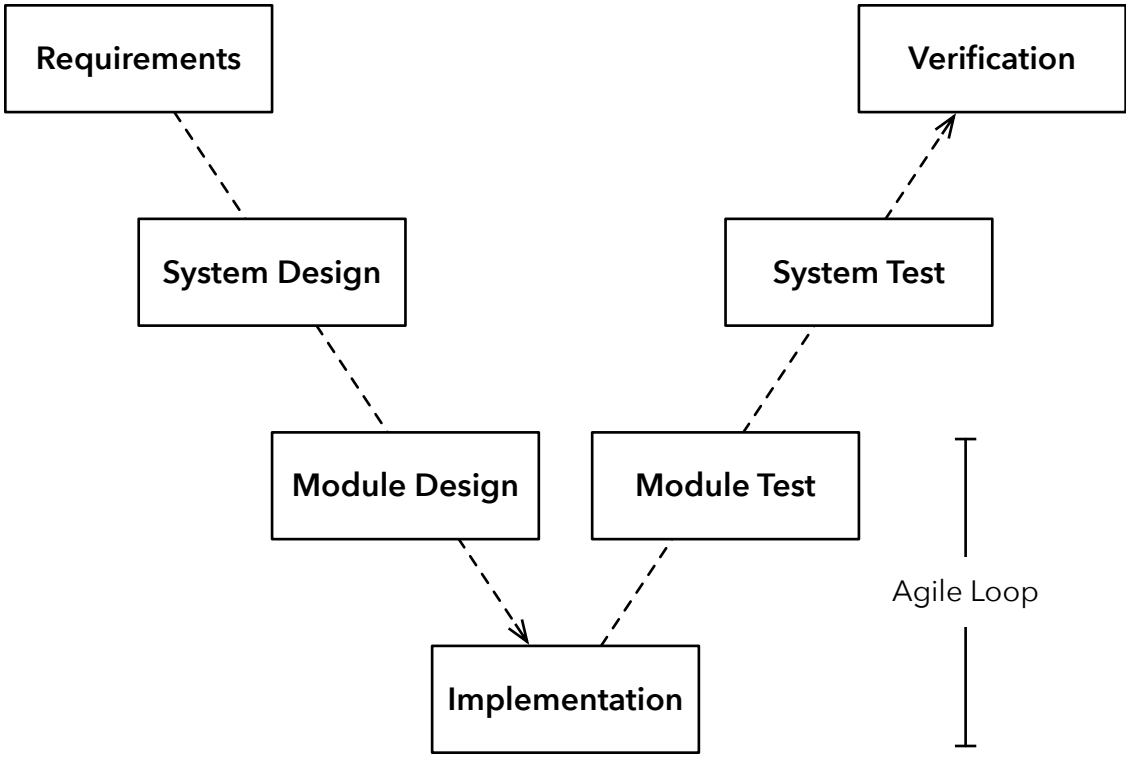 Requirements
Verification
System Design
System Test
Module Design
Module Test
Agile Loop
Implementation